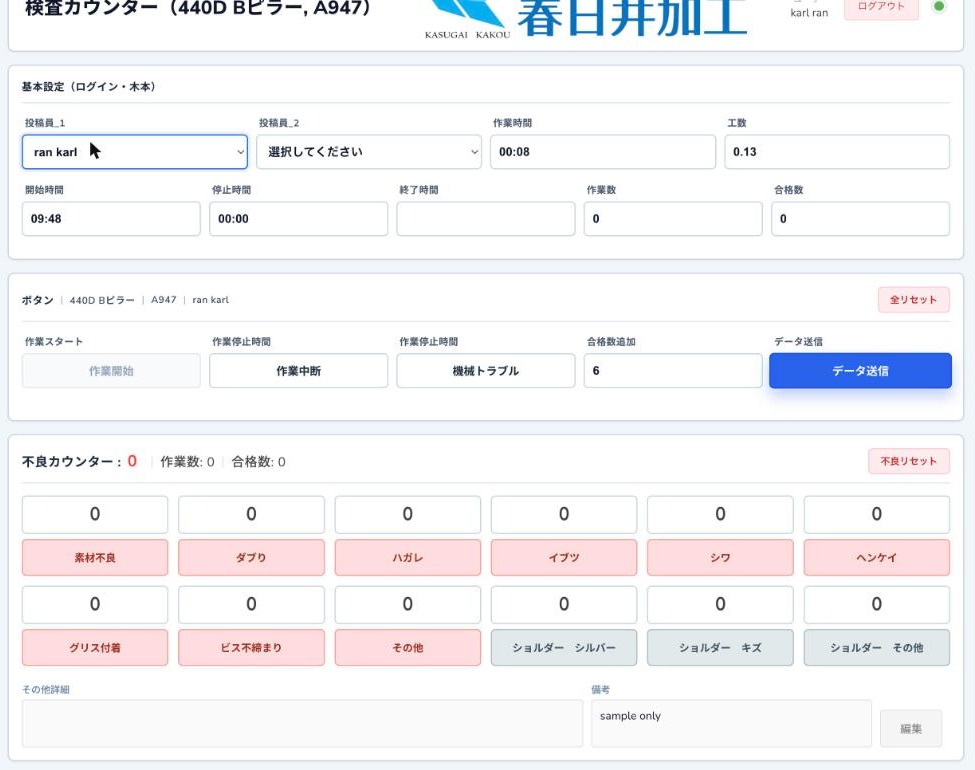 検査カウンター（440D Bピラー, A947）
KASUGAI KAKOU 春日井加工
karl ran
ログアウト
基本設定（ログイン・木本）
投稿員_1 投稿員_2 作業時間 工数
ran karl 選択してください 00:08 0.13
開始時間 停止時間 終了時間 作業数 合格数
09:48 00:00 0 0
ボタン | 440D Bピラー | A947 | ran karl 全リセット
作業スタート 作業停止時間 作業停止時間 合格数追加 データ送信
作業開始 作業中断 機械トラブル 6 データ送信
不良カウンター : 0 | 作業数: 0 | 合格数: 0 不良リセット
0 0 0 0 0 0
素材不良 ダブり ハガレ イブツ シワ ヘンケイ
0 0 0 0 0 0
グリス付着 ビス不締まり その他 ショルダー　シルバー ショルダー　キズ ショルダー　その他
その他詳細 備考
sample only
編集